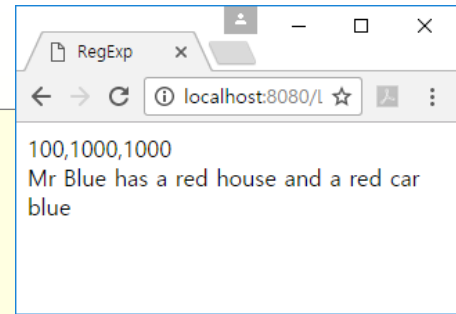 RegExp
localhost:8080/L
100,1000,1000
Mr Blue has a red house and a red car
blue